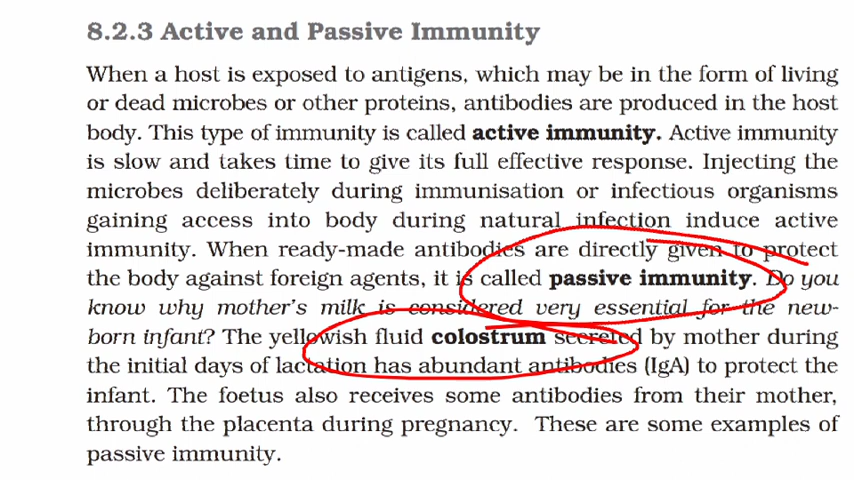 8.2.3 Active and Passive Immunity
When a host is exposed to antigens, which may be in the form of living
or dead microbes or other proteins, antibodies are produced in the host
body. This type of immunity is called active immunity. Active immunity
is slow and takes time to give its full effective response. Injecting the
microbes deliberately during immunisation or infectious organisms
gaining access into body during natural infection induce active
immunity. When ready-made antibodies are directly given to protect
the body against foreign agents, it is called passive immunity. Do you
know why mother's milk is considered very essential for the new-
born infant? The yellowish fluid colostrum secreted by mother during
the initial days of lactation has abundant antibodies (IgA) to protect the
infant. The foetus also receives some antibodies from their mother,
through the placenta during pregnancy. These are some examples of
passive immunity.